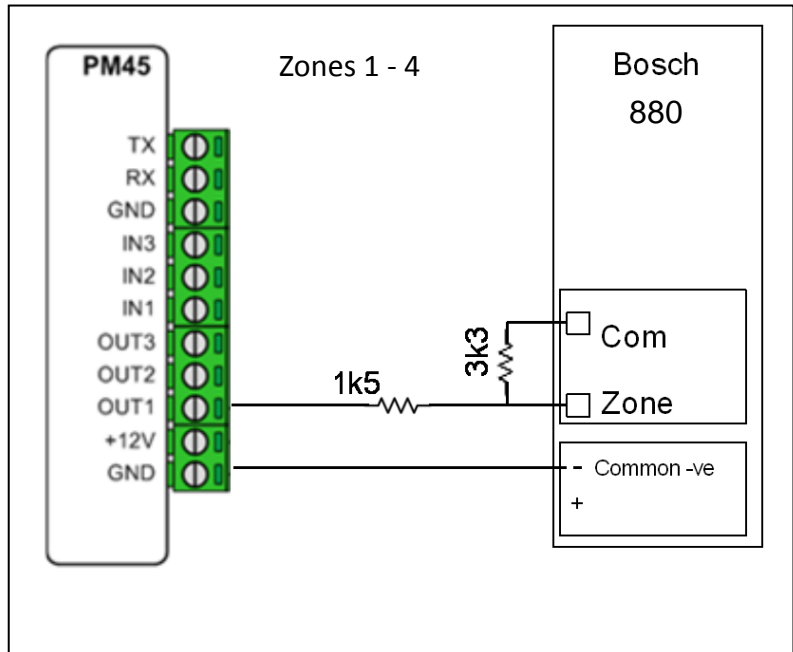 PM45
Zones 1 - 4
Bosch
880
TX
RX
GND
IN3
IN2
IN1
OUT3
OUT2
OUT1
+12V
GND
1k5
3k3
Com
Zone
- Common -ve
+